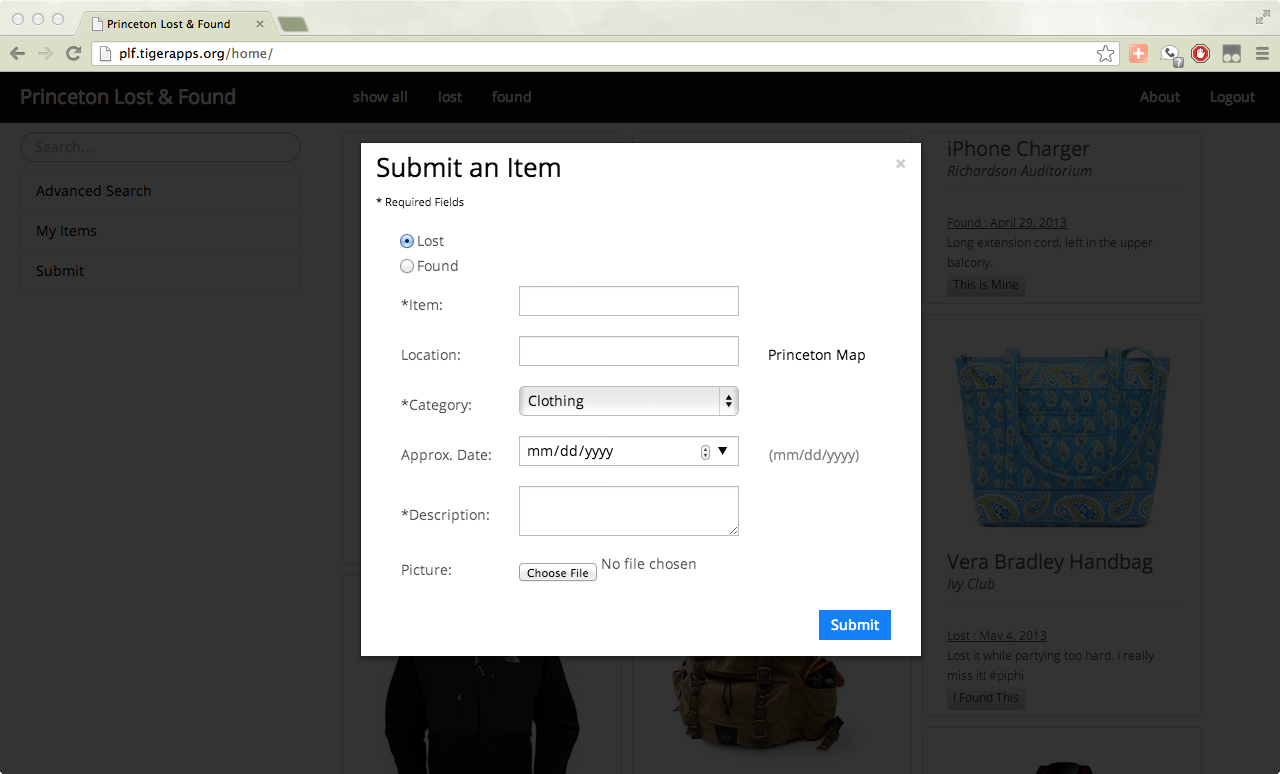 Princeton Lost & Found
plf.tigerapps.org/home/
Princeton Lost & Found show all lost found About Logout
Search...
Advanced Search
My Items
Submit
Submit an Item ×
* Required Fields
Lost
Found
*Item:
Location: Princeton Map
*Category: Clothing
Approx. Date: mm/dd/yyyy (mm/dd/yyyy)
*Description:
Picture: Choose File No file chosen
Submit
iPhone Charger
Richardson Auditorium
Found : April 29, 2013
Long extension cord, left in the upper
balcony.
This is Mine
Vera Bradley Handbag
Ivy Club
Lost : May 4, 2013
Lost it while partying too hard. I really
miss it! #piphi
I Found This